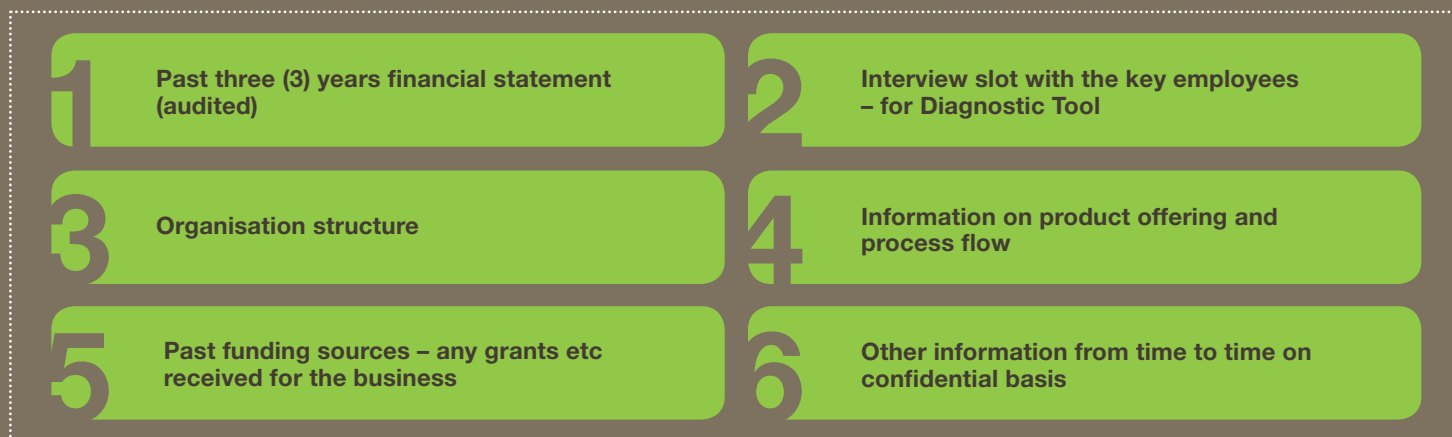 1
Past three (3) years financial statement
(audited)
2
Interview slot with the key employees
– for Diagnostic Tool
3
Organisation structure
4
Information on product offering and
process flow
5
Past funding sources – any grants etc
received for the business
6
Other information from time to time on
confidential basis